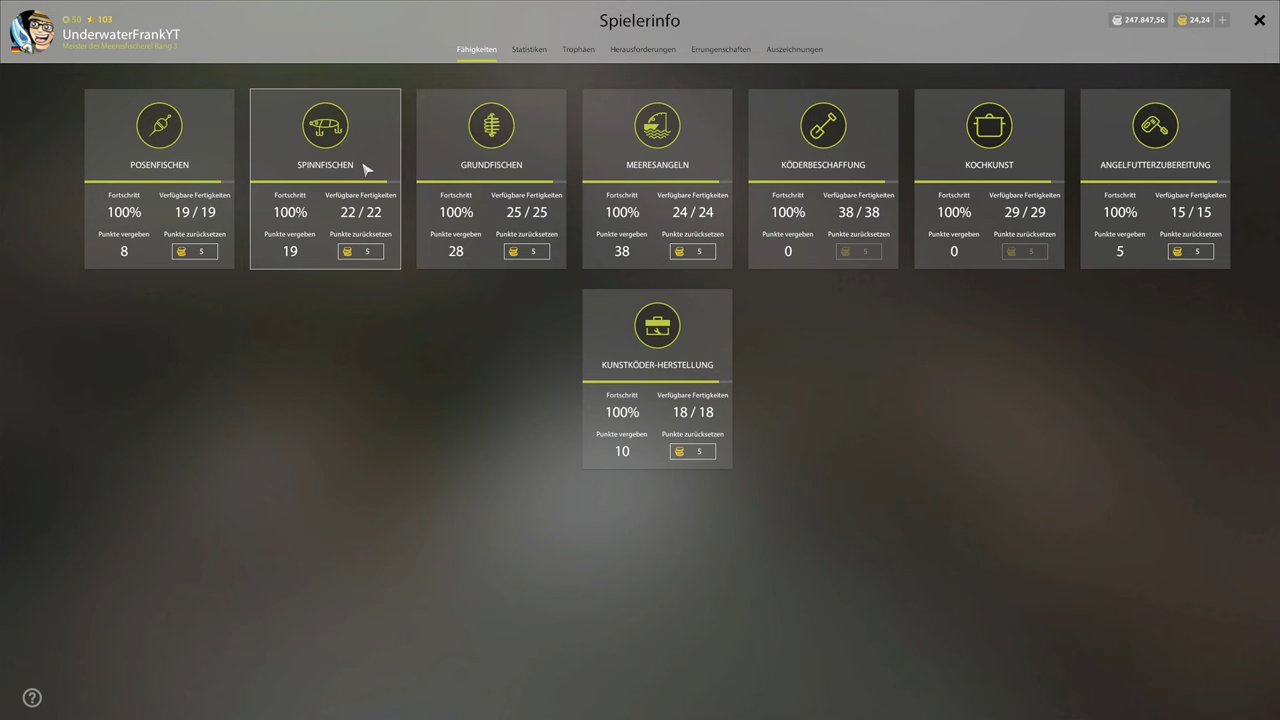 Spielerinfo
50 103
UnderwaterFrankYT
Meister der Meeresfischerei Rang 3
247.847,56 24,24 +
Fähigkeiten Statistiken Trophäen Herausforderungen Errungenschaften Auszeichnungen
POSENFISCHEN
Fortschritt Verfügbare Fertigkeiten
100% 19 / 19
Punkte vergeben Punkte zurücksetzen
8 5
SPINNFISCHEN
Fortschritt Verfügbare Fertigkeiten
100% 22 / 22
Punkte vergeben Punkte zurücksetzen
19 5
GRUNDFISCHEN
Fortschritt Verfügbare Fertigkeiten
100% 25 / 25
Punkte vergeben Punkte zurücksetzen
28 5
MEERESANGELN
Fortschritt Verfügbare Fertigkeiten
100% 24 / 24
Punkte vergeben Punkte zurücksetzen
38 5
KÖDERBESCHAFFUNG
Fortschritt Verfügbare Fertigkeiten
100% 38 / 38
Punkte vergeben Punkte zurücksetzen
0 5
KOCHKUNST
Fortschritt Verfügbare Fertigkeiten
100% 29 / 29
Punkte vergeben Punkte zurücksetzen
0 5
ANGELFUTTERZUBEREITUNG
Fortschritt Verfügbare Fertigkeiten
100% 15 / 15
Punkte vergeben Punkte zurücksetzen
5 5
KUNSTKÖDER-HERSTELLUNG
Fortschritt Verfügbare Fertigkeiten
100% 18 / 18
Punkte vergeben Punkte zurücksetzen
10 5
?